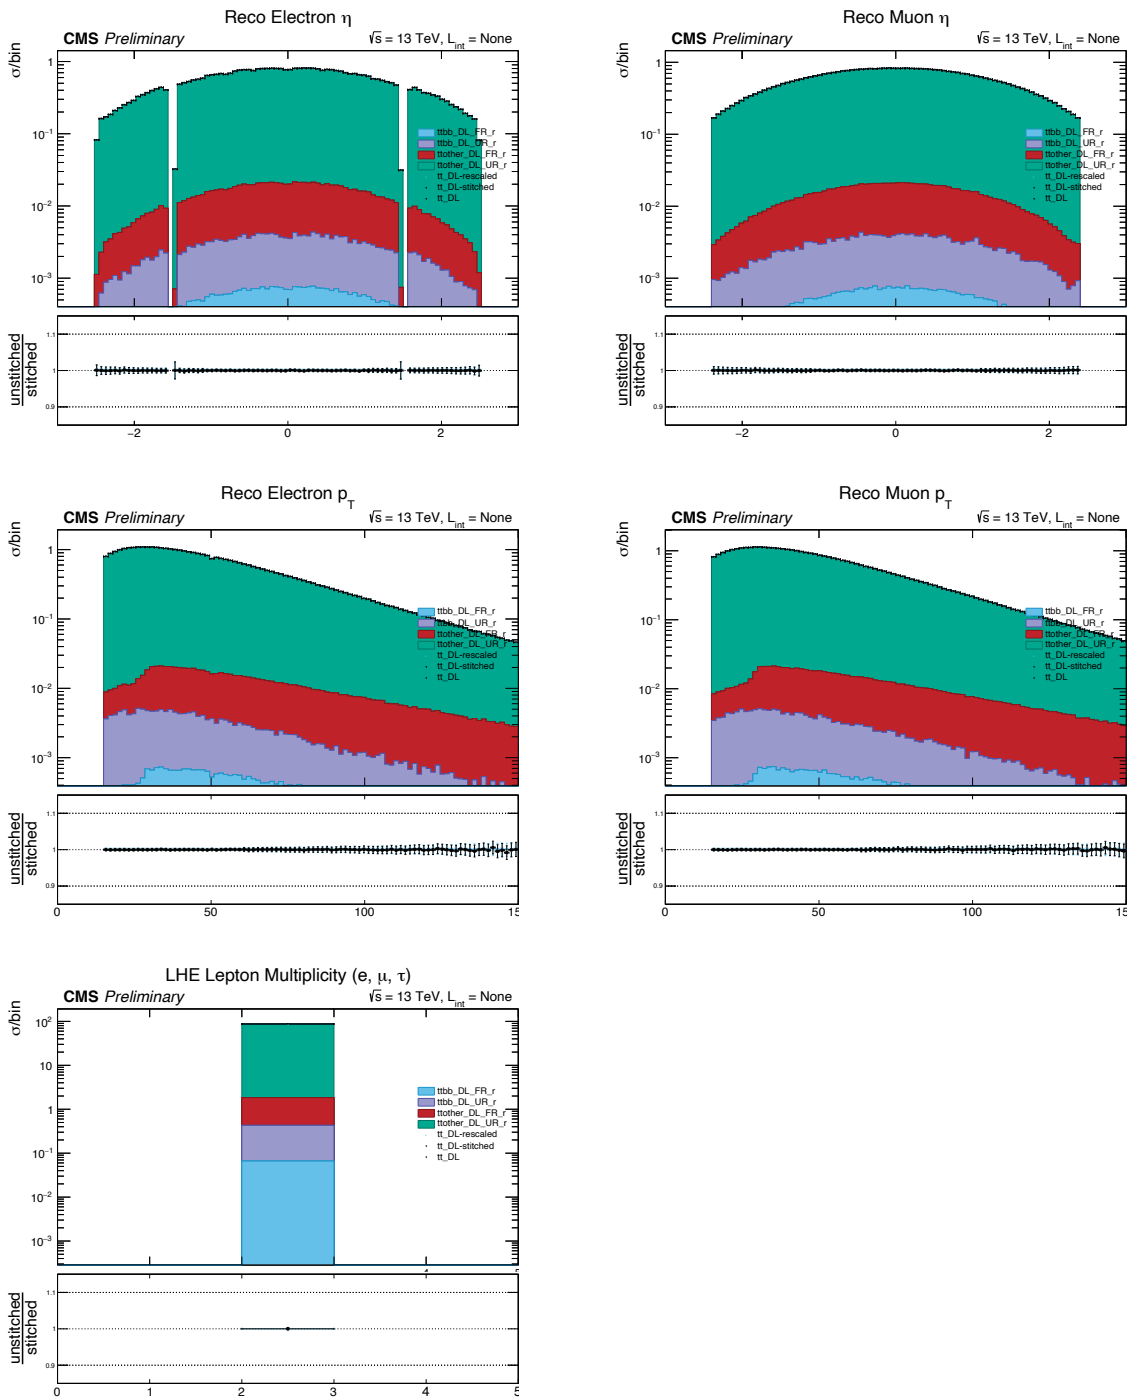 Reco Electron η
CMS Preliminary √s = 13 TeV, L_int = None
σ/bin
1
10⁻¹
10⁻²
10⁻³
ttbb_DL_FR_r
ttbb_DL_UR_r
ttother_DL_FR_r
ttother_DL_UR_r
tt_DL-rescaled
tt_DL-stitched
tt_DL
unstitched
stitched
1.1
1
0.9
−2 0 2
Reco Muon η
CMS Preliminary √s = 13 TeV, L_int = None
σ/bin
1
10⁻¹
10⁻²
10⁻³
ttbb_DL_FR_r
ttbb_DL_UR_r
ttother_DL_FR_r
ttother_DL_UR_r
tt_DL-rescaled
tt_DL-stitched
tt_DL
unstitched
stitched
1.1
1
0.9
−2 0 2
Reco Electron p_T
CMS Preliminary √s = 13 TeV, L_int = None
σ/bin
1
10⁻¹
10⁻²
10⁻³
ttbb_DL_FR_r
ttbb_DL_UR_r
ttother_DL_FR_r
ttother_DL_UR_r
tt_DL-rescaled
tt_DL-stitched
tt_DL
unstitched
stitched
1.1
1
0.9
0 50 100 15
Reco Muon p_T
CMS Preliminary √s = 13 TeV, L_int = None
σ/bin
1
10⁻¹
10⁻²
10⁻³
ttbb_DL_FR_r
ttbb_DL_UR_r
ttother_DL_FR_r
ttother_DL_UR_r
tt_DL-rescaled
tt_DL-stitched
tt_DL
unstitched
stitched
1.1
1
0.9
0 50 100 15
LHE Lepton Multiplicity (e, μ, τ)
CMS Preliminary √s = 13 TeV, L_int = None
σ/bin
10²
10
1
10⁻¹
10⁻²
10⁻³
ttbb_DL_FR_r
ttbb_DL_UR_r
ttother_DL_FR_r
ttother_DL_UR_r
tt_DL-rescaled
tt_DL-stitched
tt_DL
unstitched
stitched
1.1
1
0.9
0 1 2 3 4 5